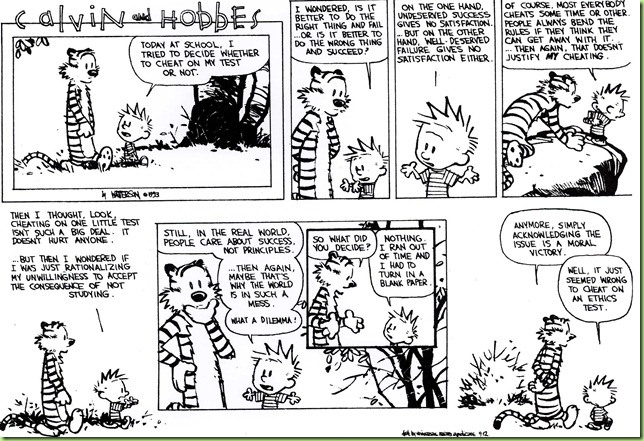 Calvin and Hobbes
TODAY AT SCHOOL, I
TRIED TO DECIDE WHETHER
TO CHEAT ON MY TEST
OR NOT.
by WATTERSON ©1993
I WONDERED, IS IT
BETTER TO DO THE
RIGHT THING AND FAIL
...OR IS IT BETTER TO
DO THE WRONG THING
AND SUCCEED?
ON THE ONE HAND,
UNDESERVED SUCCESS
GIVES NO SATISFACTION.
...BUT ON THE OTHER
HAND, WELL-DESERVED
FAILURE GIVES NO
SATISFACTION EITHER.
OF COURSE, MOST EVERYBODY
CHEATS SOME TIME OR OTHER.
PEOPLE ALWAYS BEND THE
RULES IF THEY THINK THEY
CAN GET AWAY WITH IT.
...THEN AGAIN, THAT DOESN'T
JUSTIFY MY CHEATING.
THEN I THOUGHT, LOOK,
CHEATING ON ONE LITTLE TEST
ISN'T SUCH A BIG DEAL. IT
DOESN'T HURT ANYONE.
...BUT THEN I WONDERED IF
I WAS JUST RATIONALIZING
MY UNWILLINGNESS TO ACCEPT
THE CONSEQUENCE OF NOT
STUDYING.
STILL, IN THE REAL WORLD,
PEOPLE CARE ABOUT SUCCESS,
NOT PRINCIPLES.
...THEN AGAIN,
MAYBE THAT'S
WHY THE WORLD
IS IN SUCH A
MESS.
WHAT A DILEMMA!
SO WHAT DID
YOU DECIDE?
NOTHING.
I RAN OUT
OF TIME AND
I HAD TO
TURN IN A
BLANK PAPER.
ANYMORE, SIMPLY
ACKNOWLEDGING THE
ISSUE IS A MORAL
VICTORY.
WELL, IT JUST
SEEMED WRONG
TO CHEAT ON
AN ETHICS
TEST.